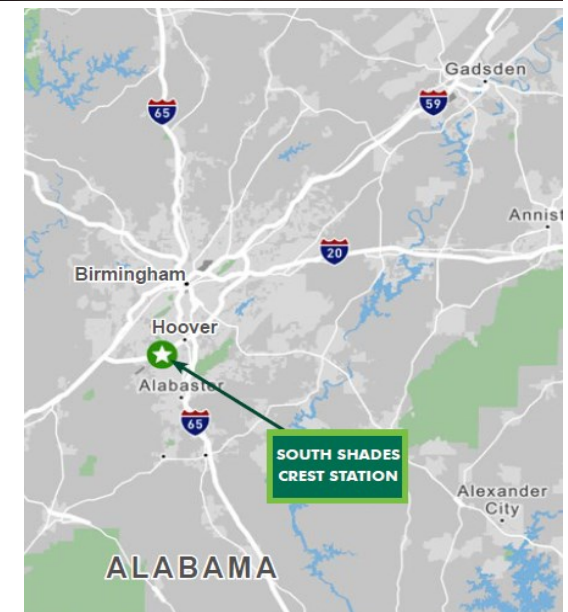 Gadsden
65
59
Annist
20
Birmingham
Hoover
Alabaster
65
SOUTH SHADES
CREST STATION
Alexander
City
ALABAMA